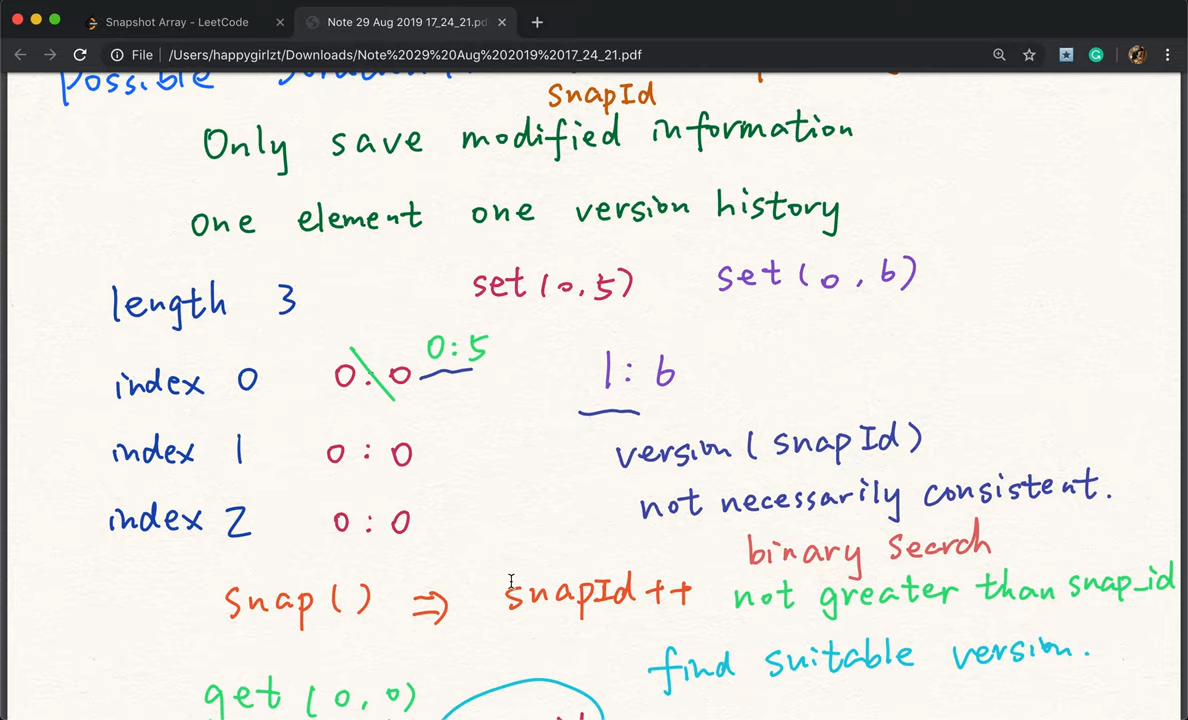 Snapshot Array - LeetCode
Note 29 Aug 2019 17_24_21.pd
File /Users/happygirlzt/Downloads/Note%2029%20Aug%202019%2017_24_21.pdf
possible
SnapId
Only save modified information
one element one version history
length 3 set(0,5) set(0,6)
0:5
index 0 0:0 1:6
index 1 0:0 version(snapId)
not necessarily consistent.
index 2 0:0
binary search
snap() ⇒ snapId++ not greater than snap_id
find suitable version.
get(0,0)